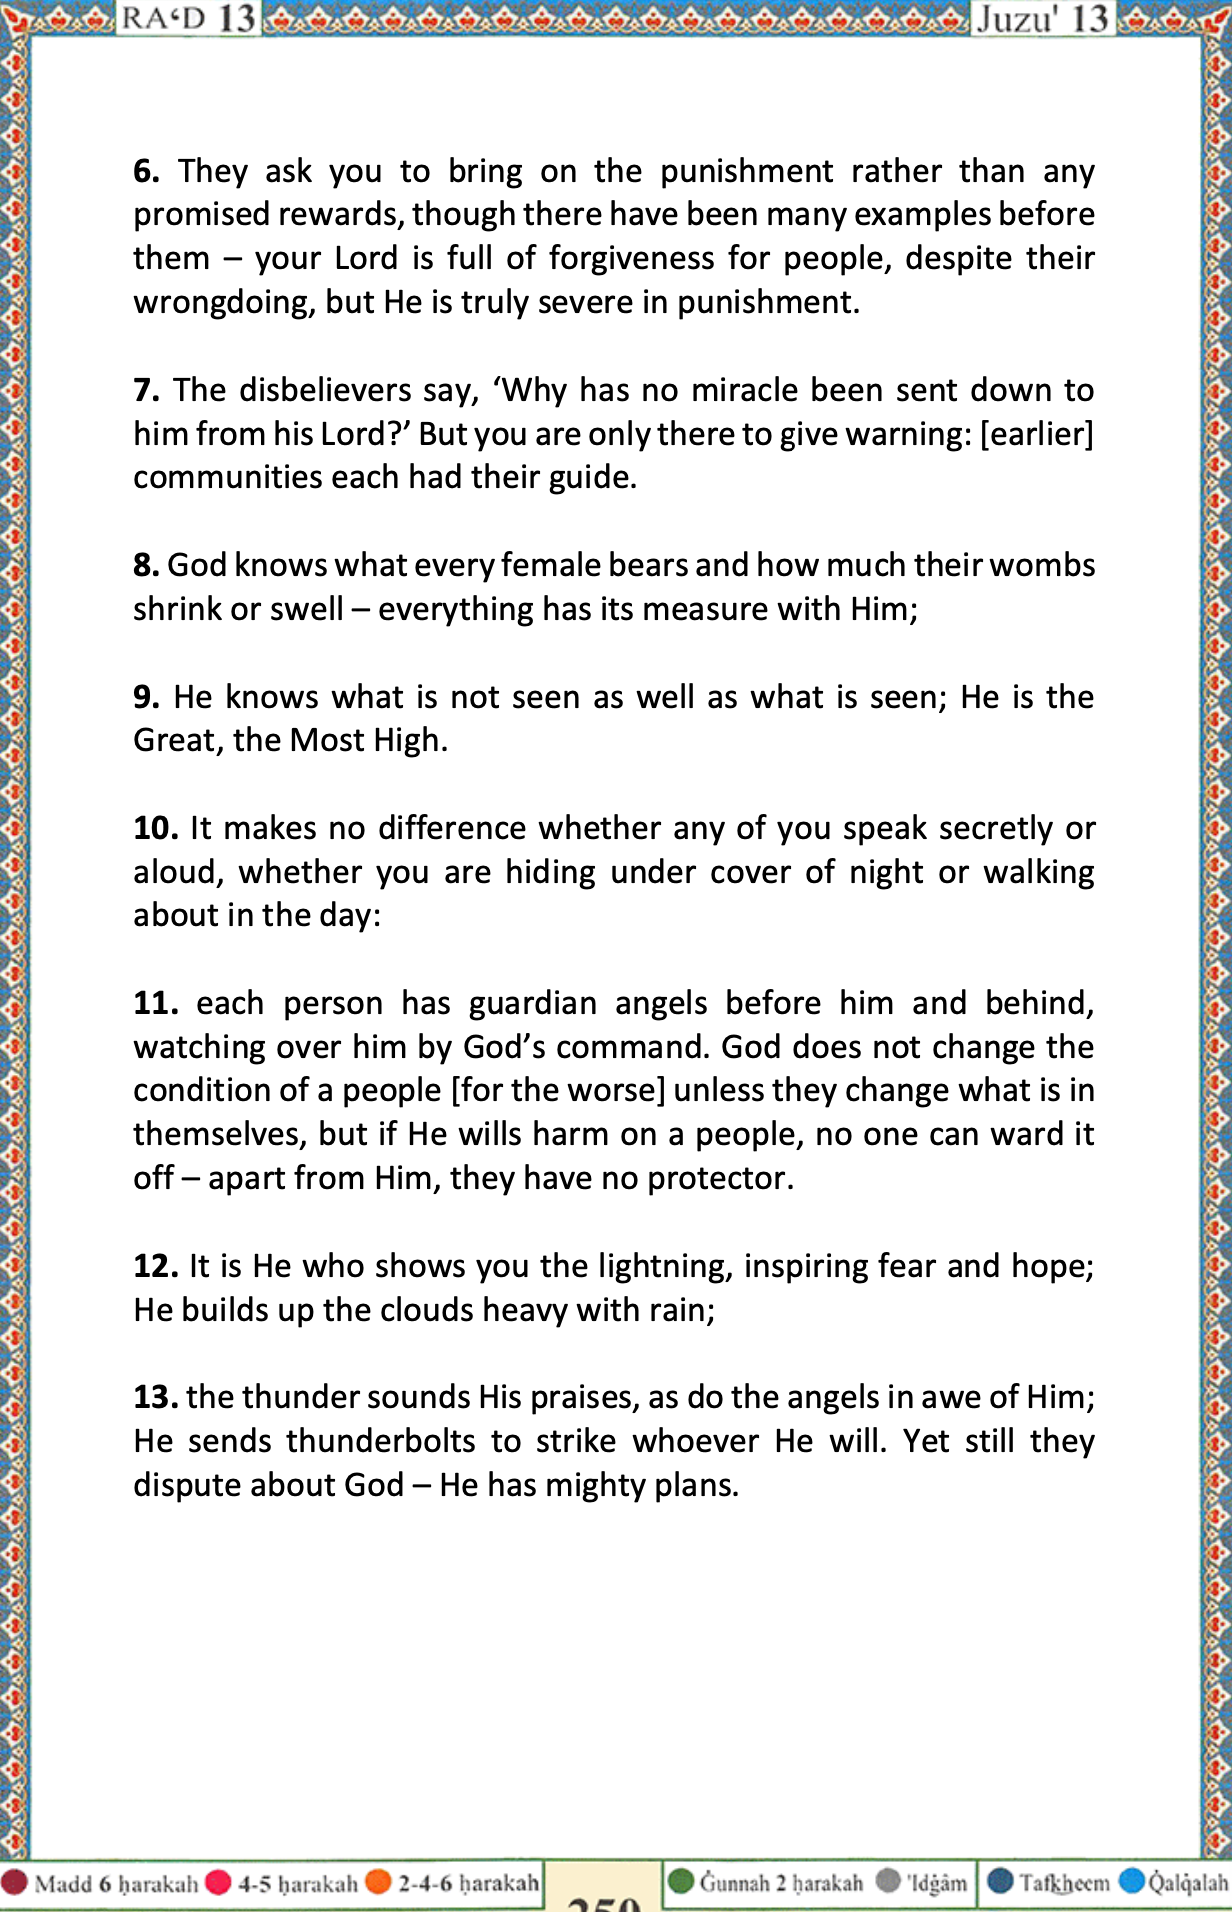 RA‘D 13 Juzu' 13
6. They ask you to bring on the punishment rather than any
promised rewards, though there have been many examples before
them – your Lord is full of forgiveness for people, despite their
wrongdoing, but He is truly severe in punishment.
7. The disbelievers say, ‘Why has no miracle been sent down to
him from his Lord?’ But you are only there to give warning: [earlier]
communities each had their guide.
8. God knows what every female bears and how much their wombs
shrink or swell – everything has its measure with Him;
9. He knows what is not seen as well as what is seen; He is the
Great, the Most High.
10. It makes no difference whether any of you speak secretly or
aloud, whether you are hiding under cover of night or walking
about in the day:
11. each person has guardian angels before him and behind,
watching over him by God’s command. God does not change the
condition of a people [for the worse] unless they change what is in
themselves, but if He wills harm on a people, no one can ward it
off – apart from Him, they have no protector.
12. It is He who shows you the lightning, inspiring fear and hope;
He builds up the clouds heavy with rain;
13. the thunder sounds His praises, as do the angels in awe of Him;
He sends thunderbolts to strike whoever He will. Yet still they
dispute about God – He has mighty plans.
Madd 6 ḥarakah 4-5 ḥarakah 2-4-6 ḥarakah 250 Ġunnah 2 ḥarakah 'Idġâm Tafk͟heem Q̇alq̇alah